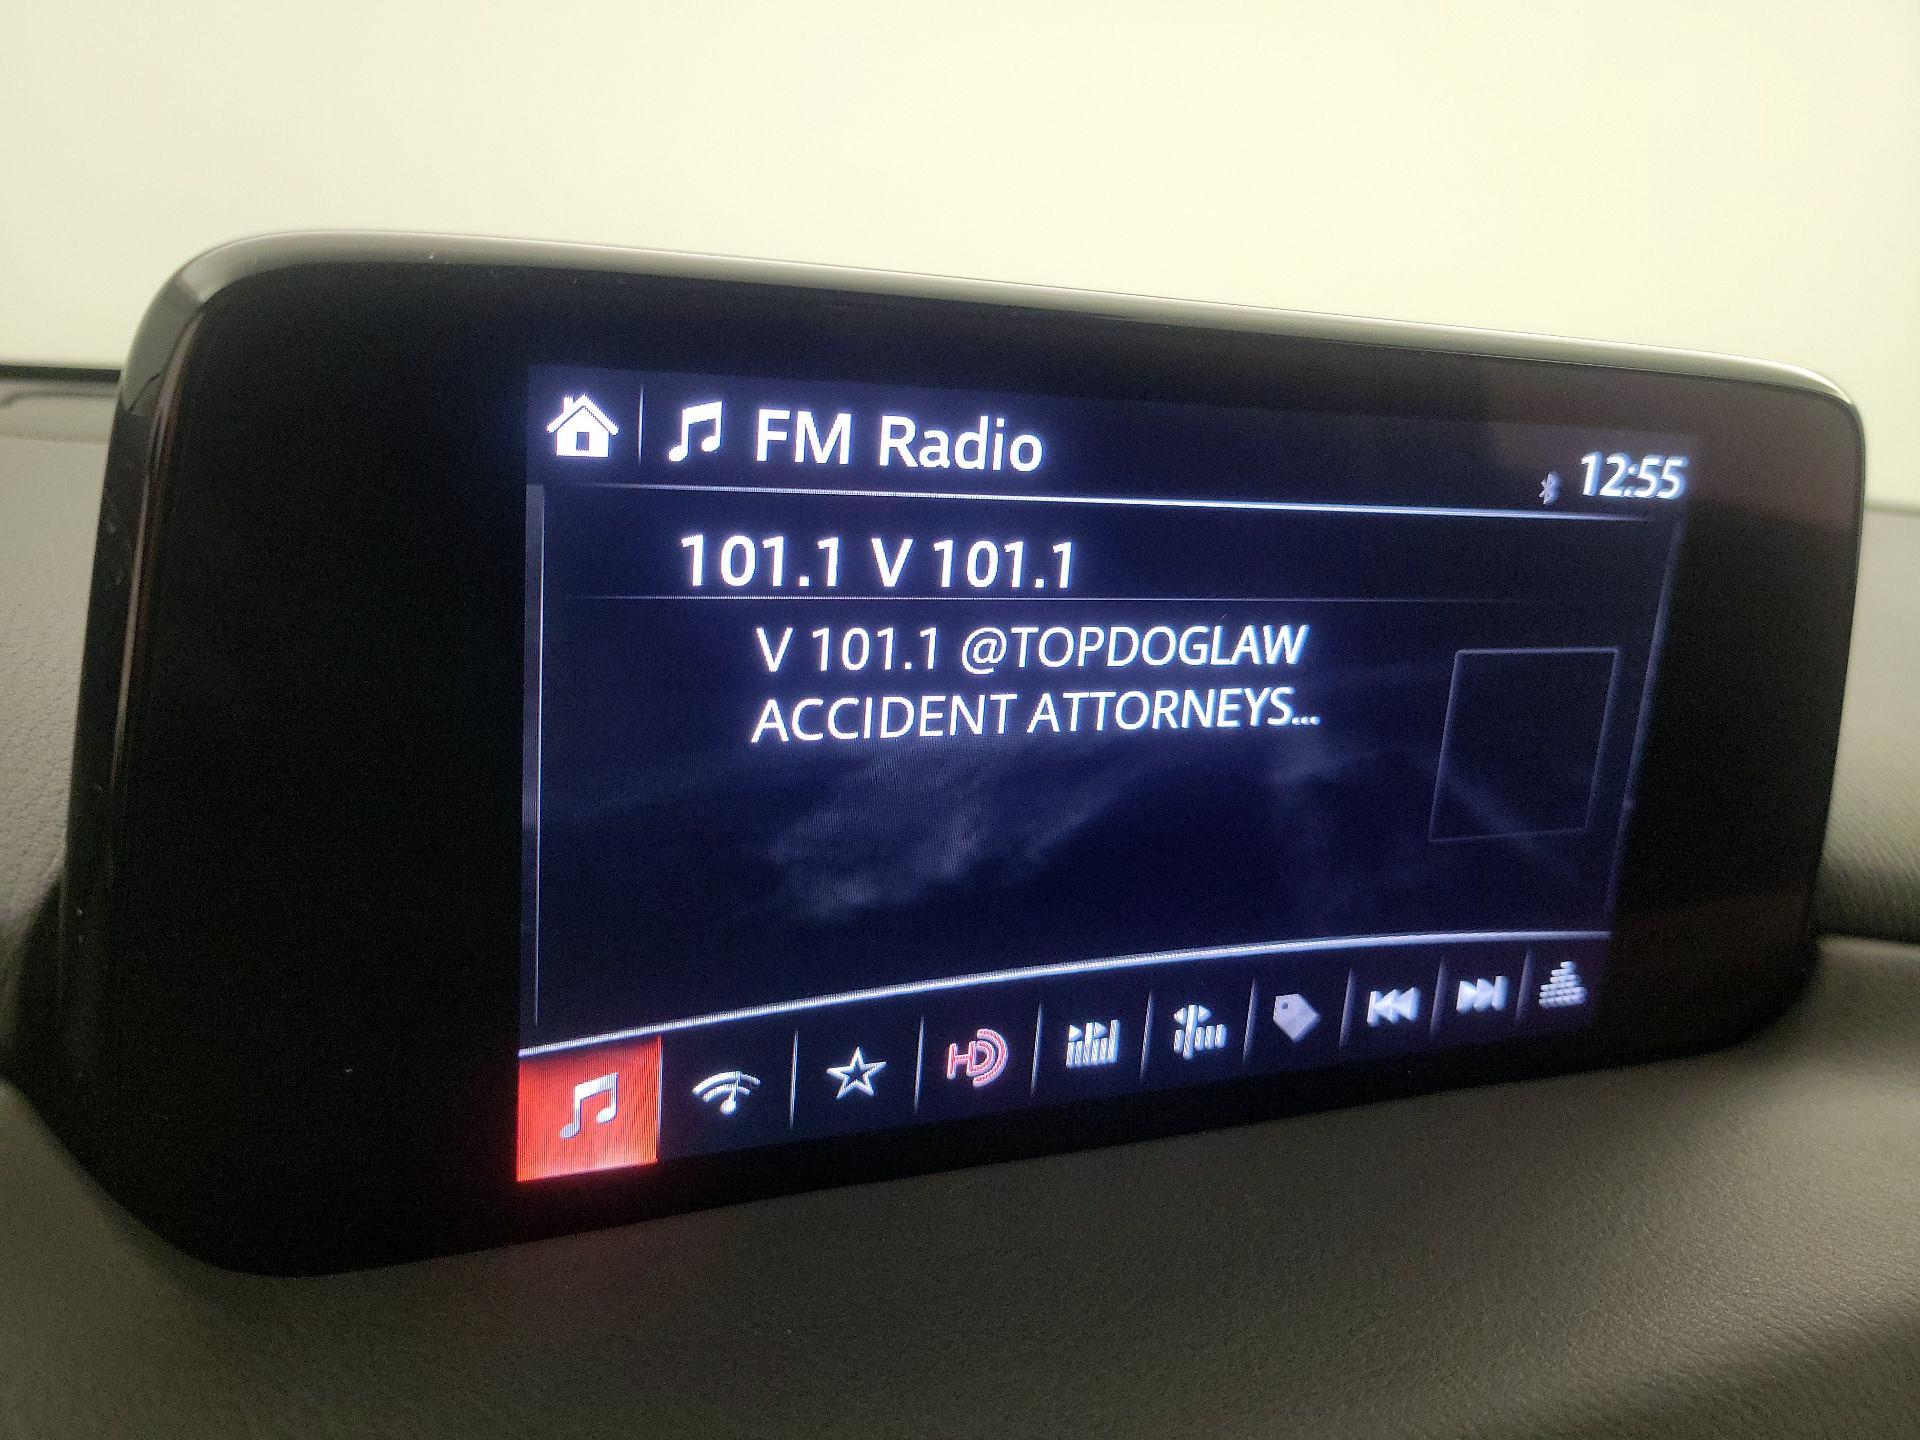 FM Radio
12:55
101.1 V 101.1
V 101.1 @TOPDOGLAW
ACCIDENT ATTORNEYS...
HD